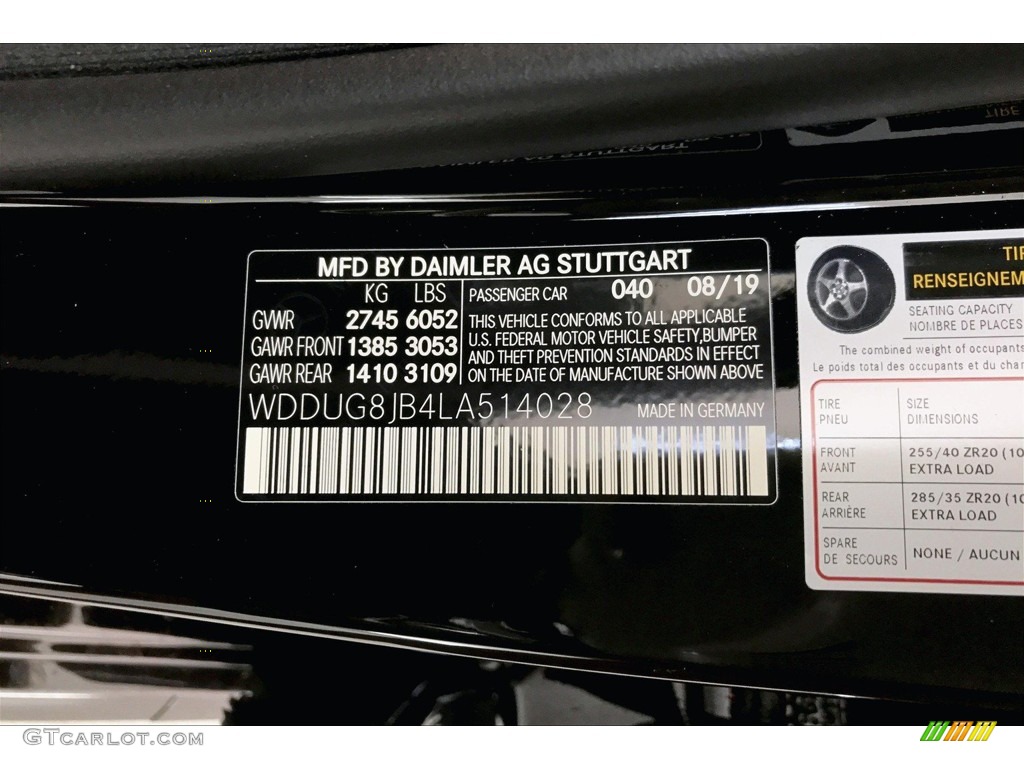 MFD BY DAIMLER AG STUTTGART
KG LBS
GVWR 2745 6052
GAWR FRONT 1385 3053
GAWR REAR 1410 3109
PASSENGER CAR 040 08/19
THIS VEHICLE CONFORMS TO ALL APPLICABLE
U.S. FEDERAL MOTOR VEHICLE SAFETY,BUMPER
AND THEFT PREVENTION STANDARDS IN EFFECT
ON THE DATE OF MANUFACTURE SHOWN ABOVE
WDDUG8JB4LA514028 MADE IN GERMANY
RENSEIGNEM
SEATING CAPACITY
NOMBRE DE PLACES
The combined weight of occupants
Le poids total des occupants et du char
TIRE SIZE
PNEU DIMENSIONS
FRONT 255/40 ZR20 (10
AVANT EXTRA LOAD
REAR 285/35 ZR20 (10
ARRIÈRE EXTRA LOAD
SPARE
DE SECOURS NONE / AUCUN
GTCarlot.com